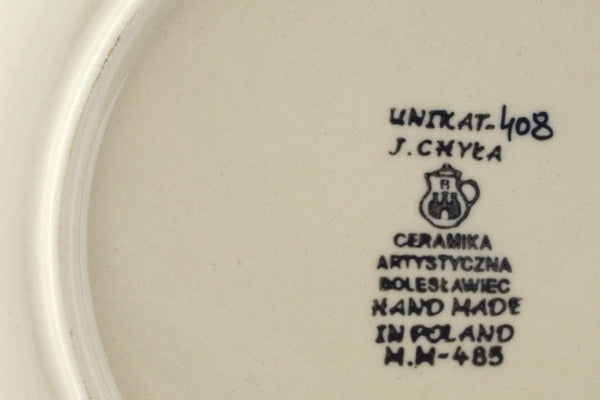 UNIKAT-408
J. CHYŁA
B
CERAMIKA
ARTYSTYCZNA
BOLESŁAWIEC
HAND MADE
IN POLAND
M.M-485